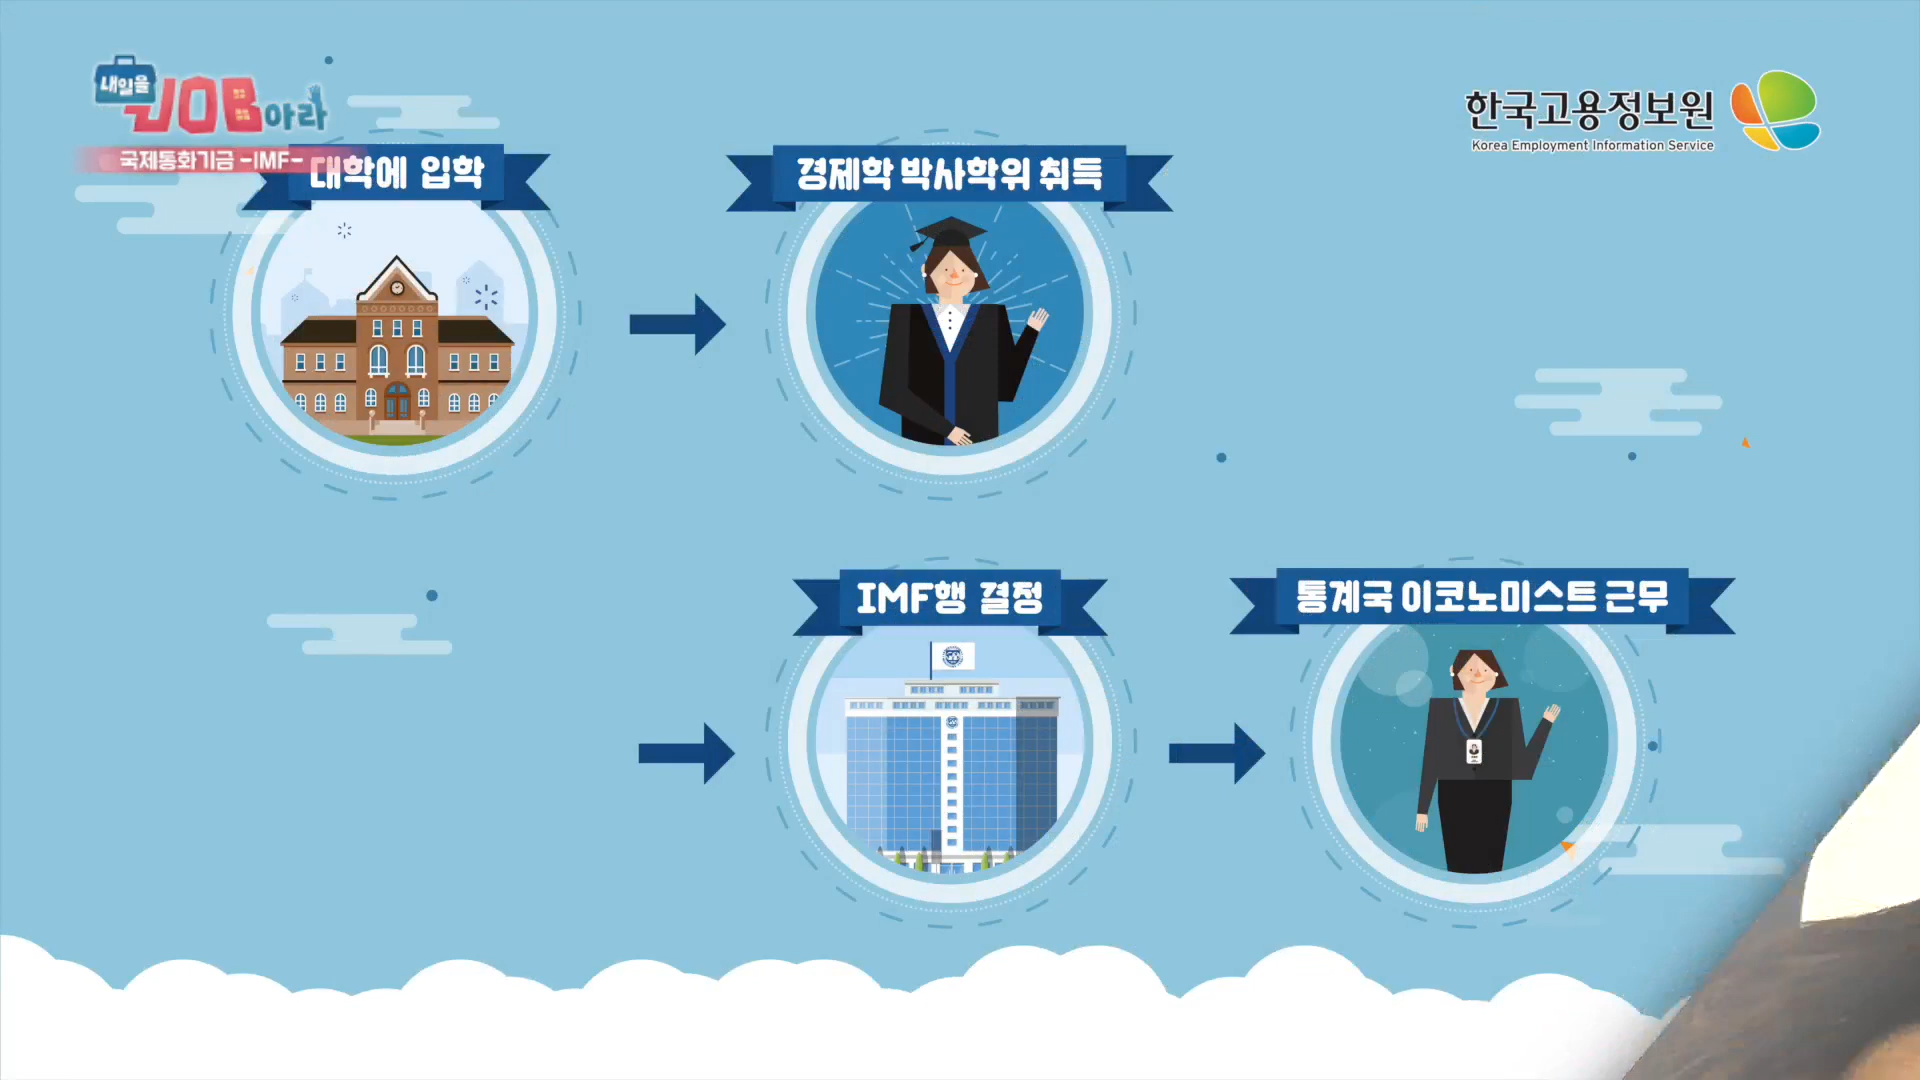 내일을 JOB아라
국제통화기금 -IMF-
한국고용정보원
Korea Employment Information Service
대학에 입학
경제학 박사학위 취득
IMF행 결정
통계국 이코노미스트 근무